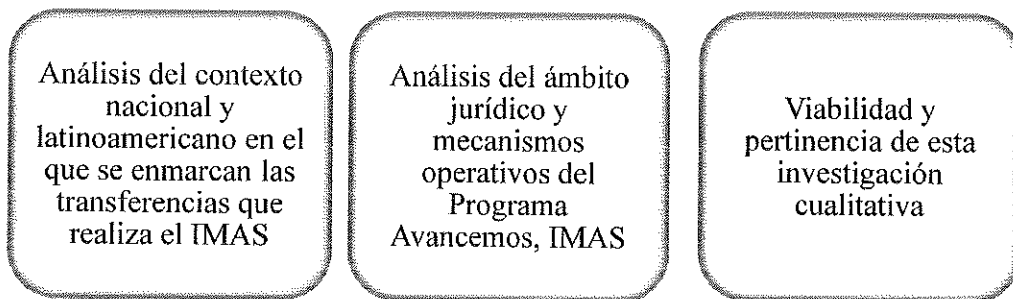 Análisis del contexto
nacional y
latinoamericano en el
que se enmarcan las
transferencias que
realiza el IMAS
Análisis del ámbito
jurídico y
mecanismos
operativos del
Programa
Avancemos, IMAS
Viabilidad y
pertinencia de esta
investigación
cualitativa